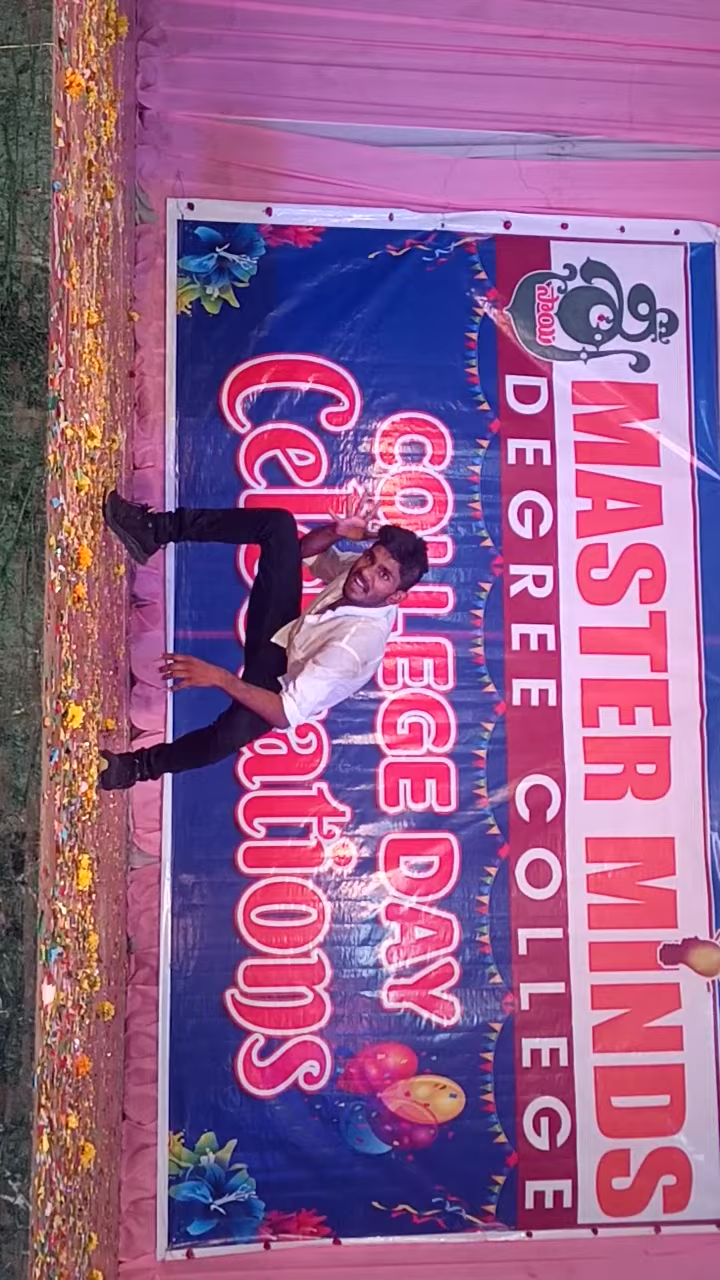 శ్రీ
సాయి
MASTER MINDS
DEGREE COLLEGE
COLLEGE DAY
Celebrations